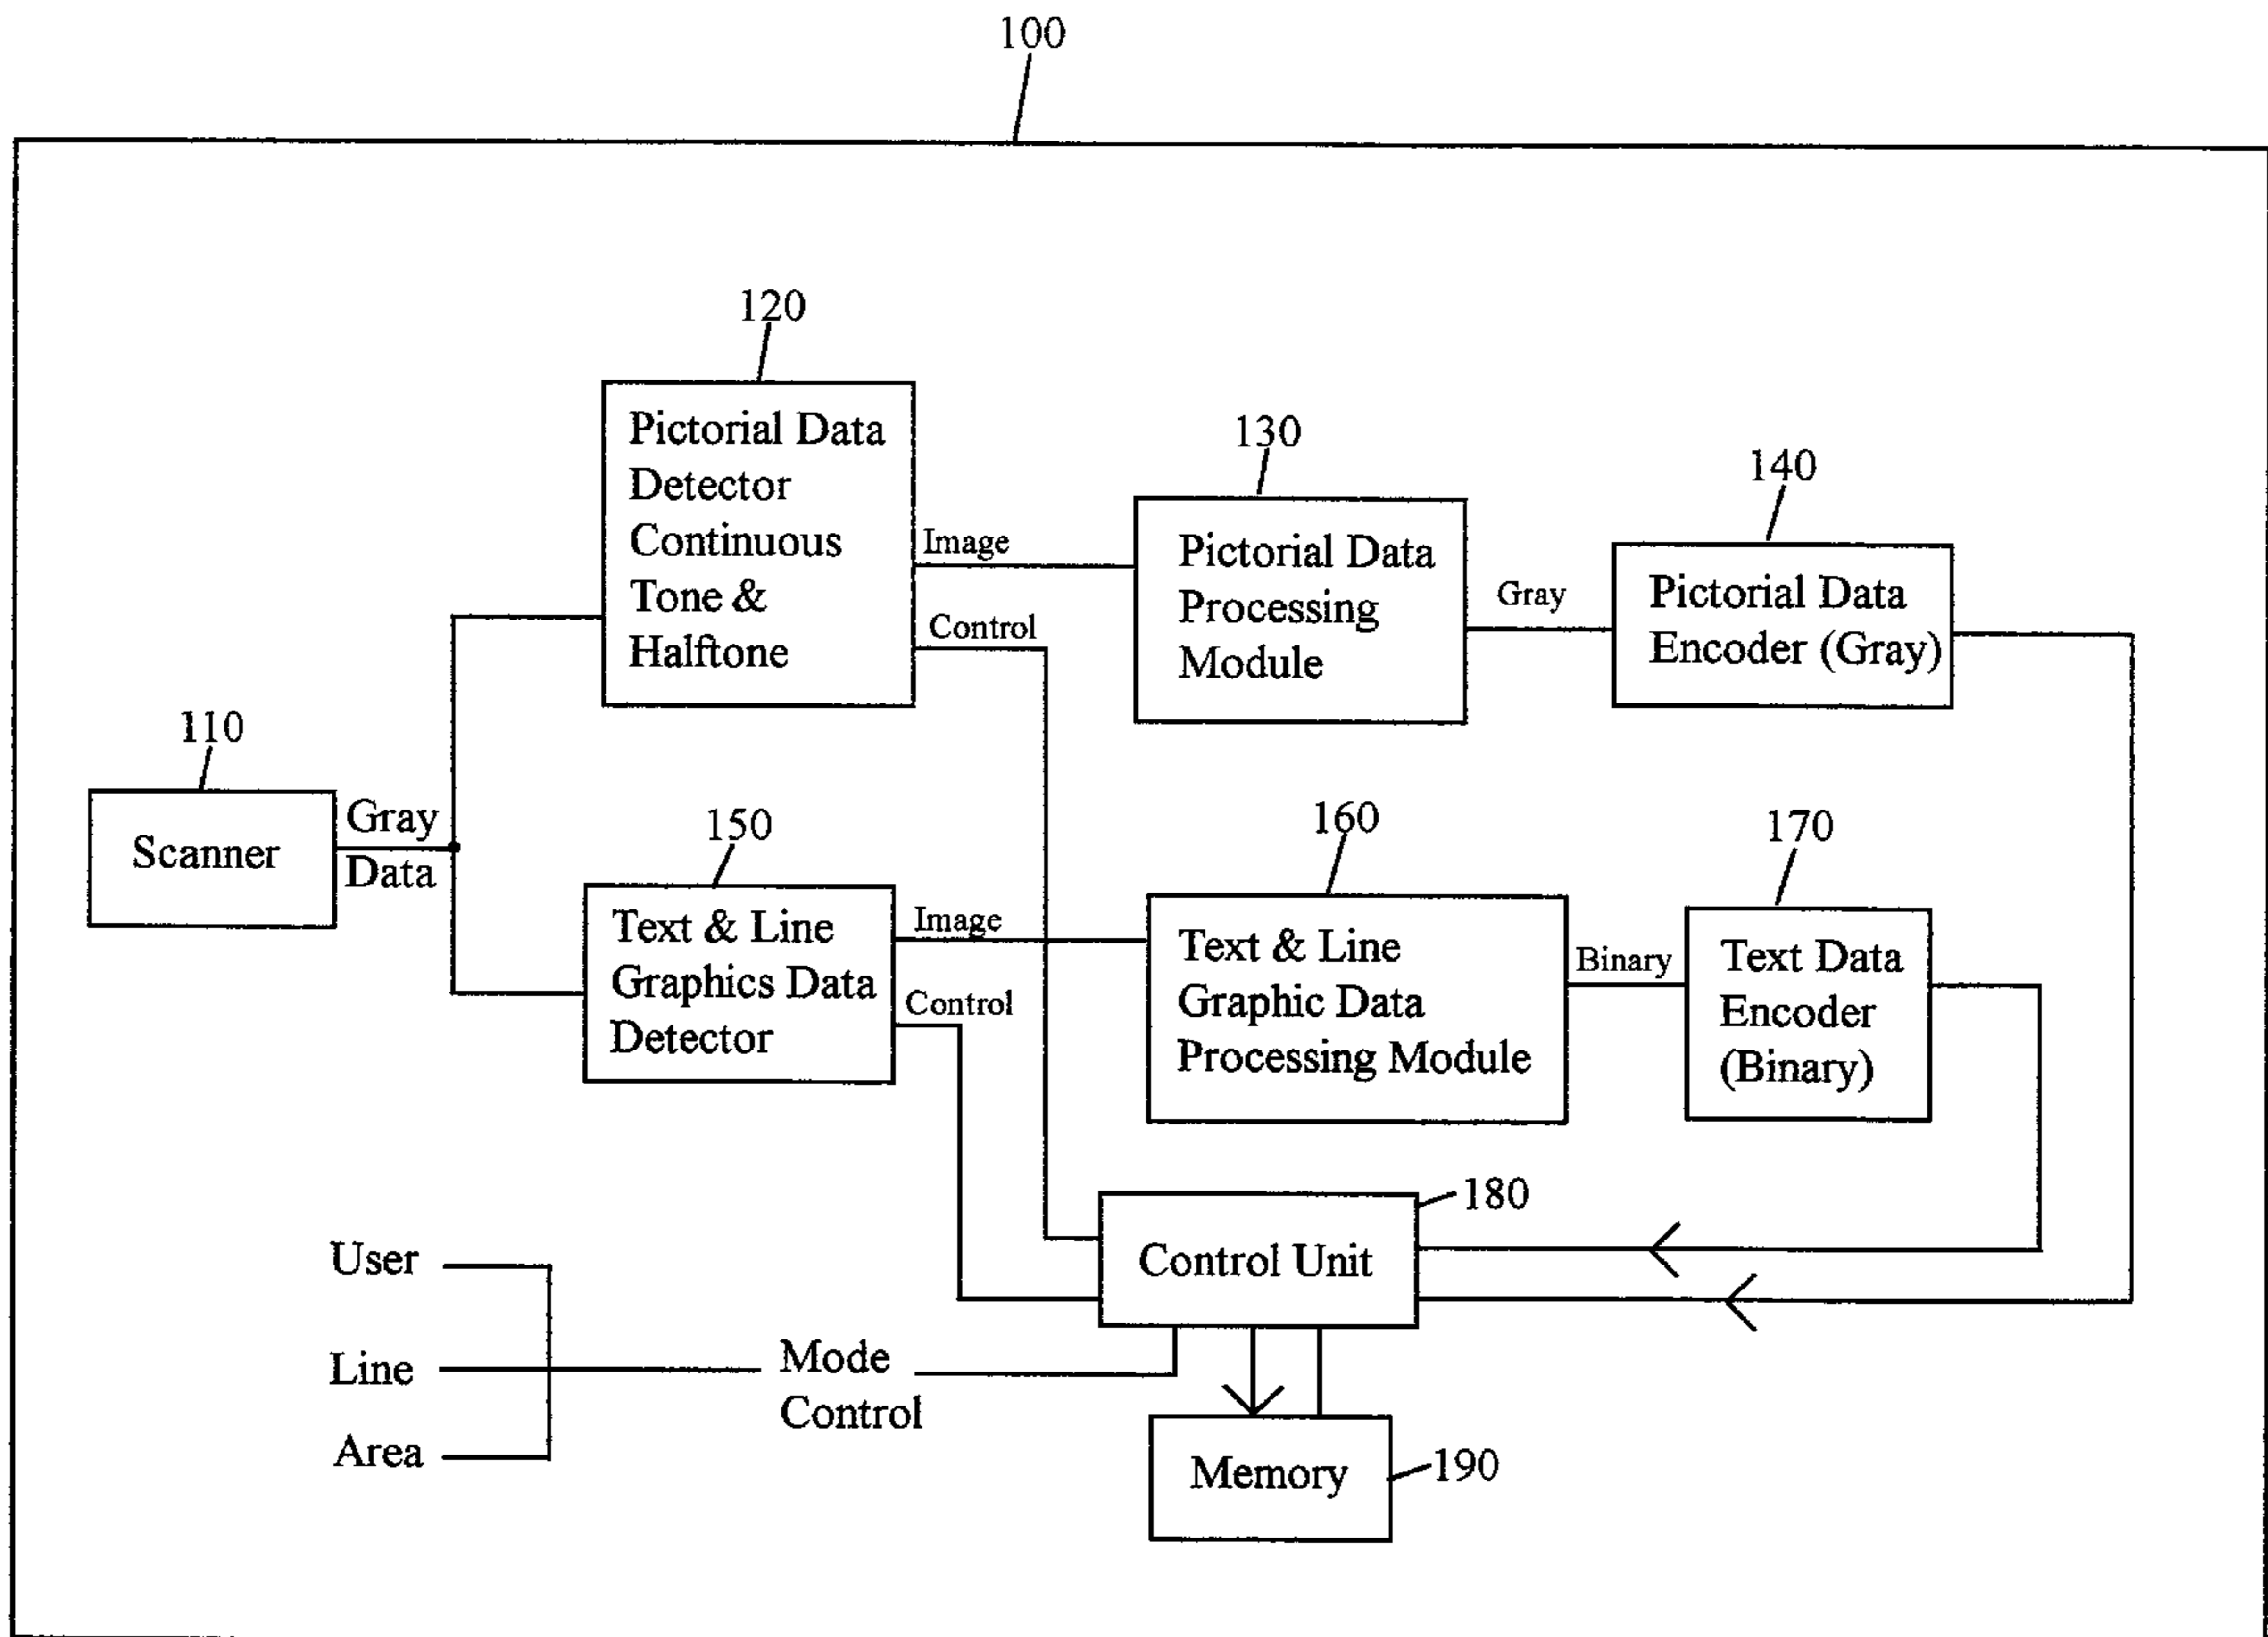 100
120
Pictorial Data
Detector
Continuous
Tone &
Halftone
Image
Control
130
Pictorial Data
Processing
Module
Gray
140
Pictorial Data
Encoder (Gray)
110
Scanner
Gray
Data
150
Text & Line
Graphics Data
Detector
Image
Control
160
Text & Line
Graphic Data
Processing Module
Binary
170
Text Data
Encoder
(Binary)
180
Control Unit
User
Line
Area
Mode
Control
Memory
190